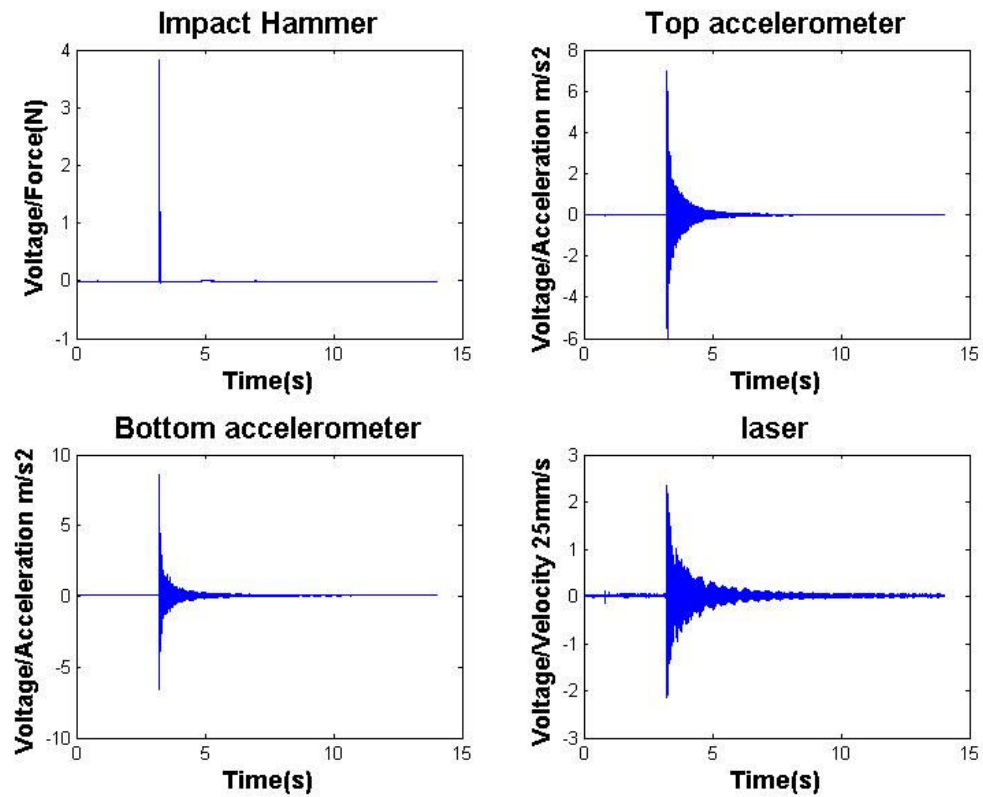 Impact Hammer
Voltage/Force(N)
4
3
2
1
0
-1
0 5 10 15
Time(s)
Top accelerometer
Voltage/Acceleration m/s2
8
6
4
2
0
-2
-4
-6
0 5 10 15
Time(s)
Bottom accelerometer
Voltage/Acceleration m/s2
10
5
0
-5
-10
0 5 10 15
Time(s)
laser
Voltage/Velocity 25mm/s
3
2
1
0
-1
-2
-3
0 5 10 15
Time(s)